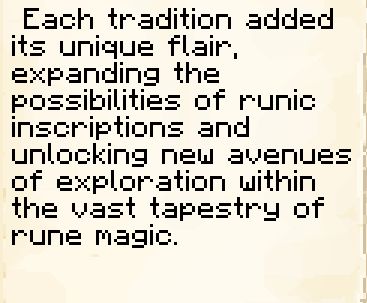 Each tradition added
its unique flair,
expanding the
possibilities of runic
inscriptions and
unlocking new avenues
of exploration within
the vast tapestry of
rune magic.